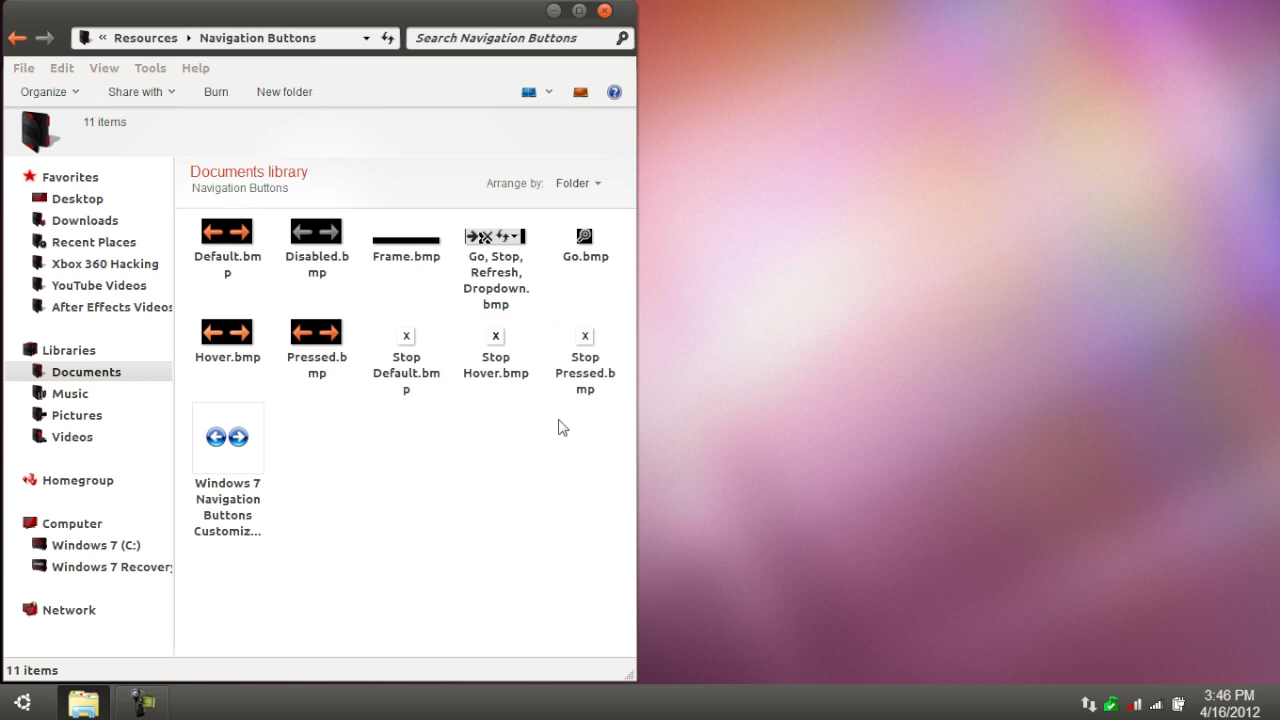 « Resources Navigation Buttons
Search Navigation Buttons
File Edit View Tools Help
Organize Share with Burn New folder
11 items
Favorites
Desktop
Downloads
Recent Places
Xbox 360 Hacking
YouTube Videos
After Effects Videos
Libraries
Documents
Music
Pictures
Videos
Homegroup
Computer
Windows 7 (C:)
Windows 7 Recovery
Network
Documents library
Navigation Buttons
Arrange by: Folder
Default.bm
p
Disabled.b
mp
Frame.bmp
Go, Stop,
Refresh,
Dropdown.
bmp
Go.bmp
Hover.bmp
Pressed.b
mp
X
Stop
Default.bm
p
X
Stop
Hover.bmp
X
Stop
Pressed.b
mp
Windows 7
Navigation
Buttons
Customiz...
11 items
3:46 PM
4/16/2012